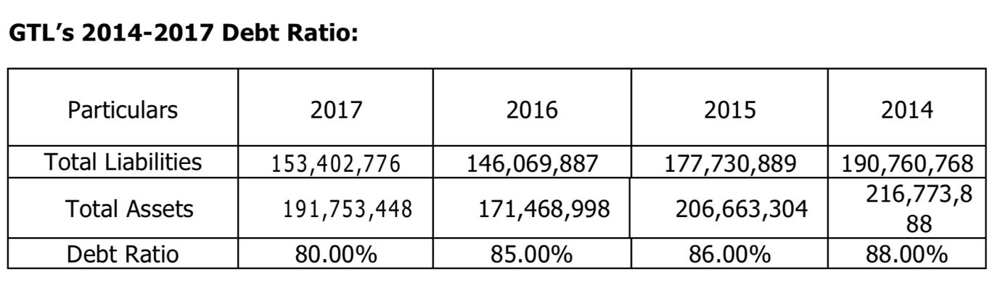 GTL’s 2014-2017 Debt Ratio:
Particulars 2017 2016 2015 2014
Total Liabilities 153,402,776 146,069,887 177,730,889 190,760,768
Total Assets 191,753,448 171,468,998 206,663,304 216,773,8
88
Debt Ratio 80.00% 85.00% 86.00% 88.00%